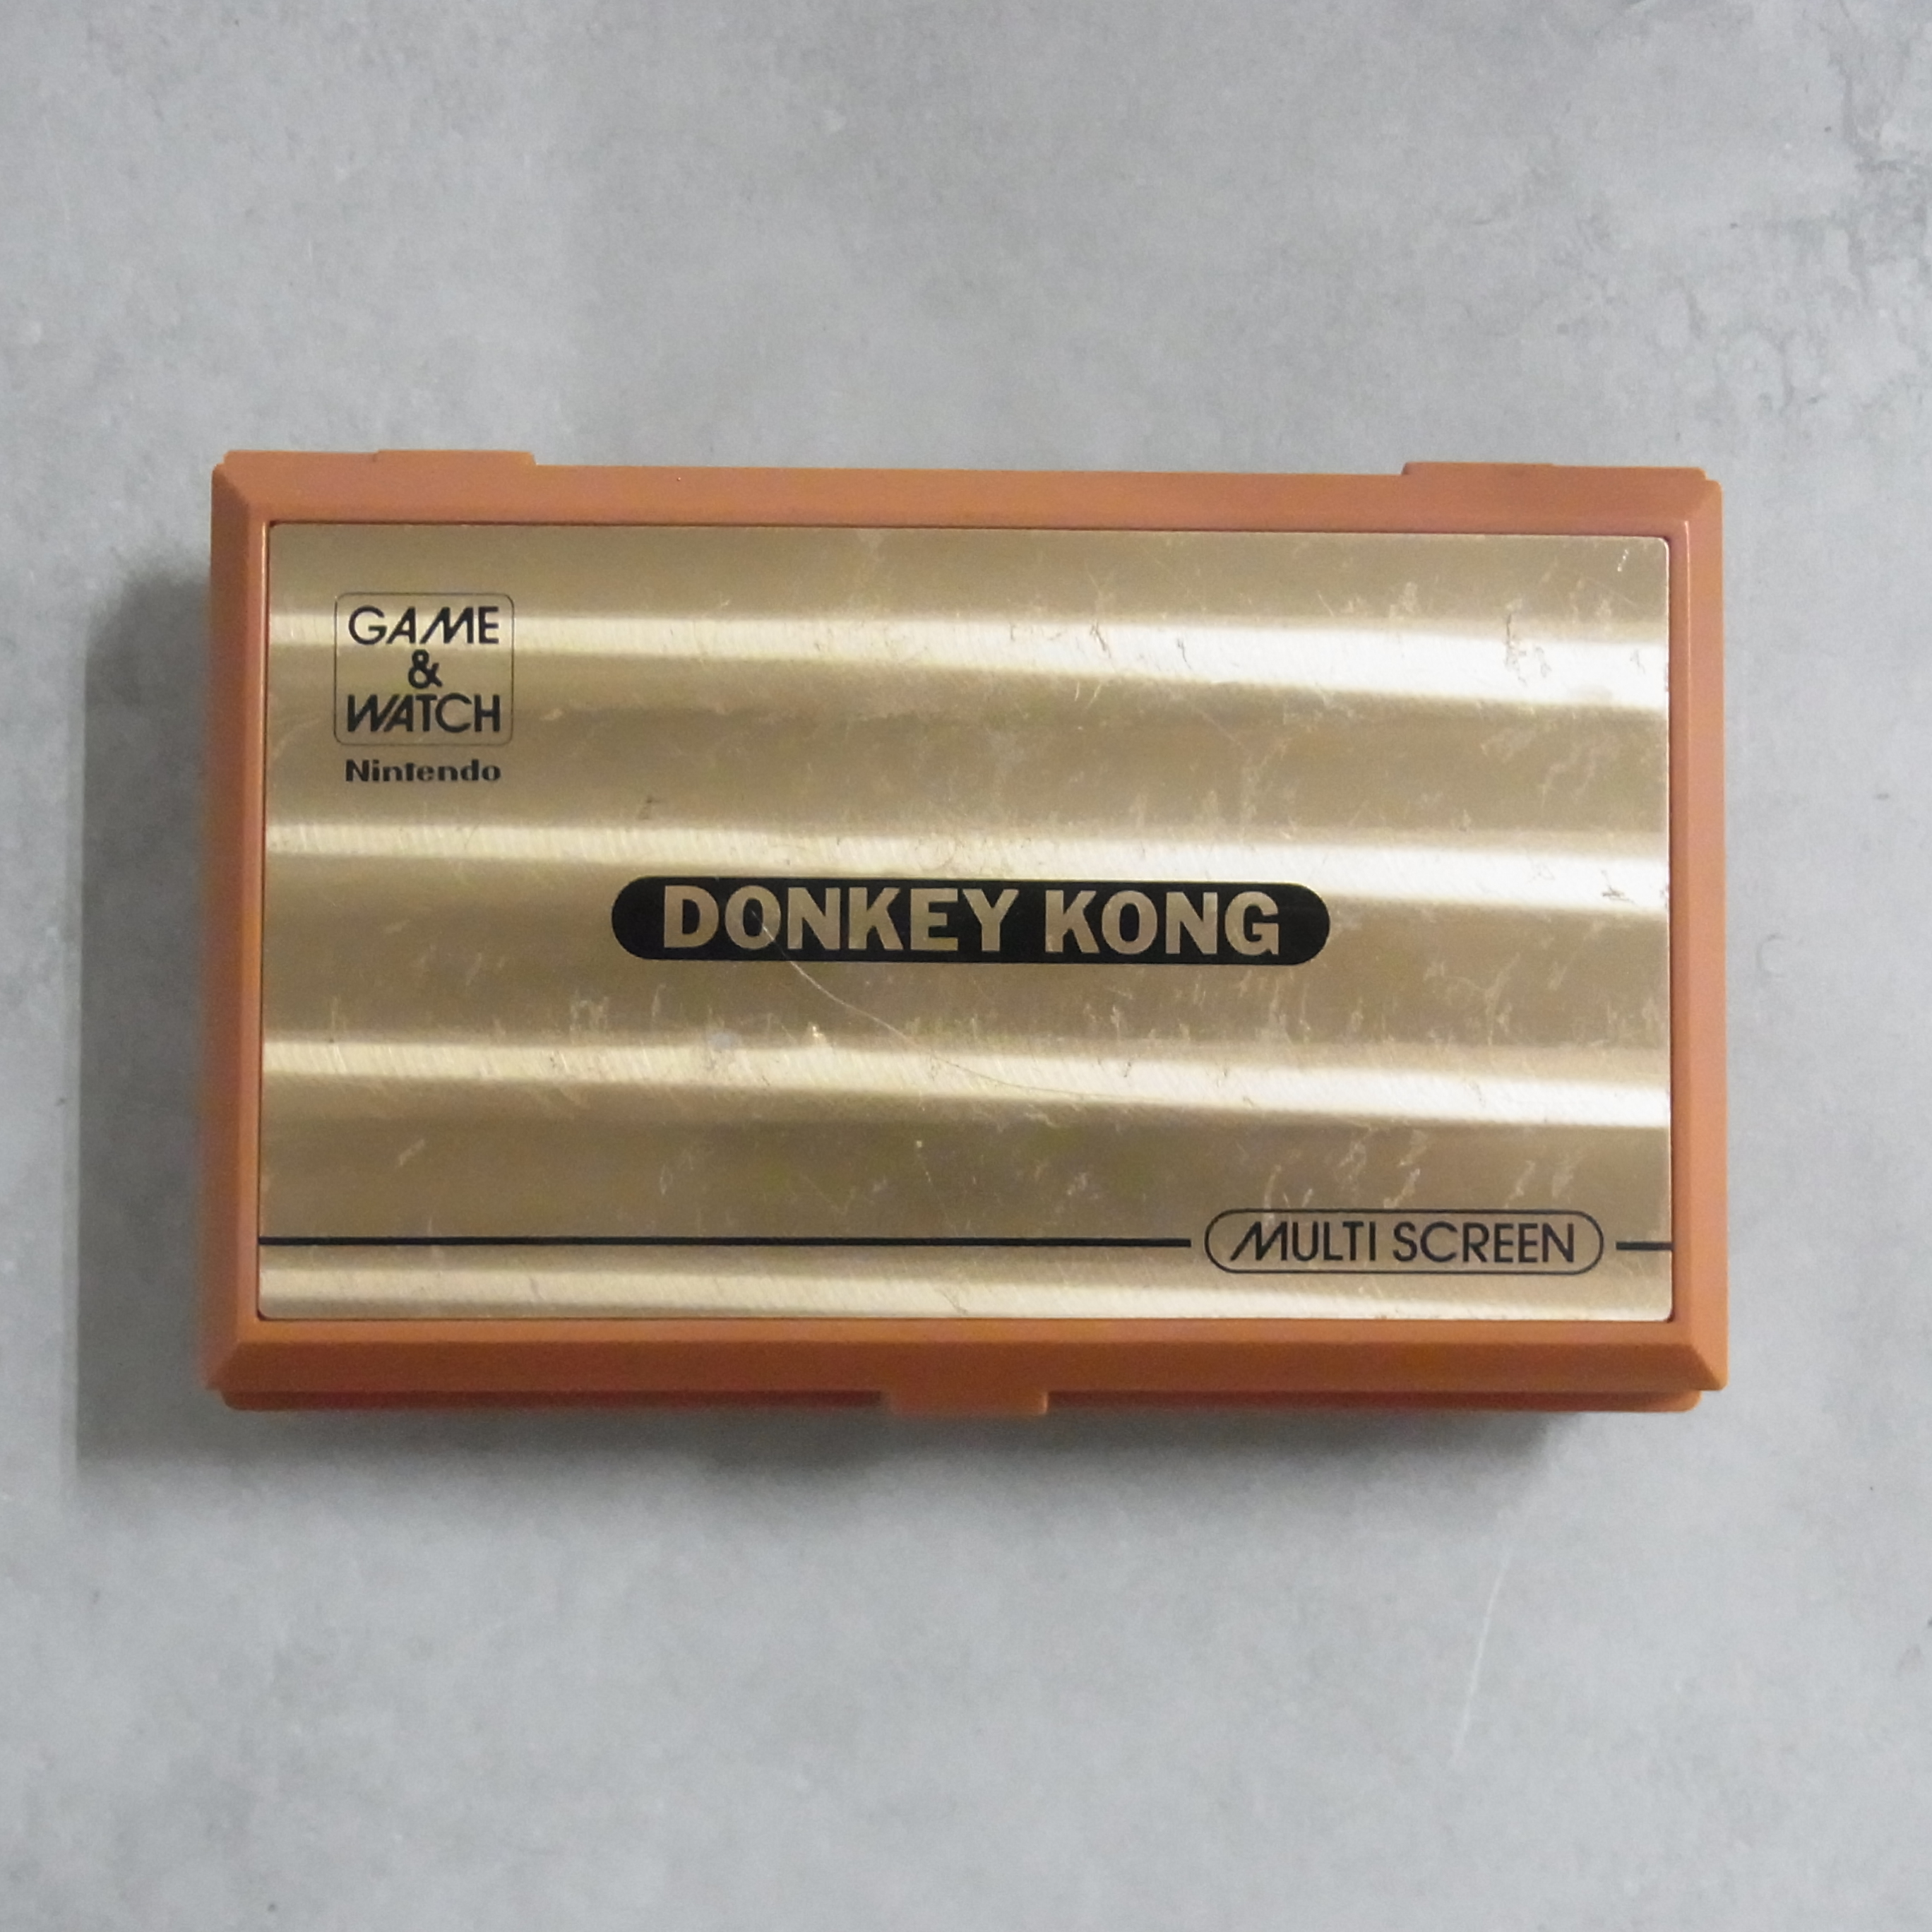 GAME
&
WATCH
Nintendo
DONKEY KONG
MULTI SCREEN